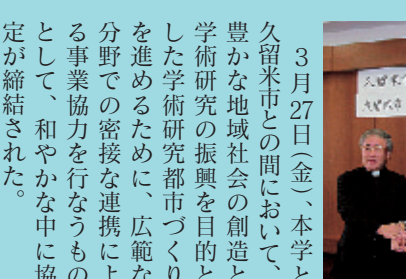 ３月27日（金）、本学と
久留米市との間において、
豊かな地域社会の創造と
学術研究の振興を目的と
した学術研究都市づくり
を進めるために、広範な
分野での密接な連携によ
る事業協力を行なうもの
として、和やかな中に協
定が締結された。